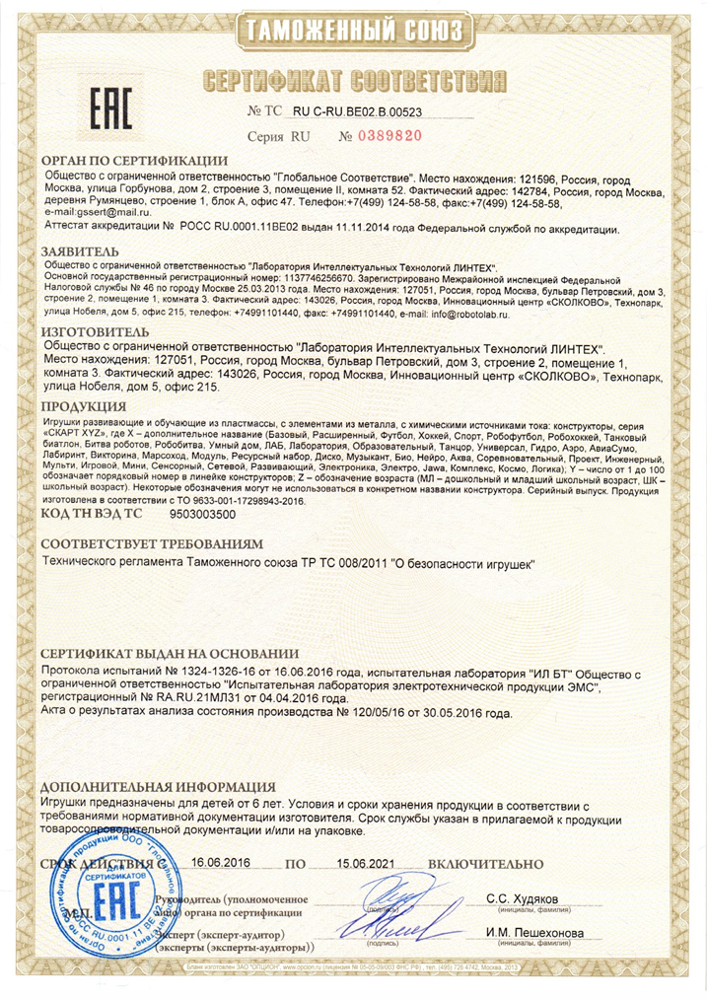 ТАМОЖЕННЫЙ СОЮЗ
СЕРТИФИКАТ СООТВЕТСТВИЯ
ЕАС
№ ТС RU C-RU.BE02.B.00523
Серия RU № 0389820
ОРГАН ПО СЕРТИФИКАЦИИ
Общество с ограниченной ответственностью "Глобальное Соответствие". Место нахождения: 121596, Россия, город
Москва, улица Горбунова, дом 2, строение 3, помещение II, комната 52. Фактический адрес: 142784, Россия, город Москва,
деревня Румянцево, строение 1, блок А, офис 47. Телефон:+7(499) 124-58-58, факс:+7(499) 124-58-58,
e-mail:gssert@mail.ru.
Аттестат аккредитации № РОСС RU.0001.11BE02 выдан 11.11.2014 года Федеральной службой по аккредитации.
ЗАЯВИТЕЛЬ
Общество с ограниченной ответственностью "Лаборатория Интеллектуальных Технологий ЛИНТЕХ".
Основной государственный регистрационный номер: 1137746256670. Зарегистрировано Межрайонной инспекцией Федеральной
Налоговой службы № 46 по городу Москве 25.03.2013 года. Место нахождения: 127051, Россия, город Москва, бульвар Петровский, дом 3,
строение 2, помещение 1, комната 3. Фактический адрес: 143026, Россия, город Москва, Инновационный центр «СКОЛКОВО», Технопарк,
улица Нобеля, дом 5, офис 215, телефон: +74991101440, факс: +74991101440, e-mail: info@robotolab.ru.
ИЗГОТОВИТЕЛЬ
Общество с ограниченной ответственностью "Лаборатория Интеллектуальных Технологий ЛИНТЕХ".
Место нахождения: 127051, Россия, город Москва, бульвар Петровский, дом 3, строение 2, помещение 1,
комната 3. Фактический адрес: 143026, Россия, город Москва, Инновационный центр «СКОЛКОВО», Технопарк,
улица Нобеля, дом 5, офис 215.
ПРОДУКЦИЯ
Игрушки развивающие и обучающие из пластмассы, с элементами из металла, с химическими источниками тока: конструкторы, серия
«СКАРТ XYZ», где X – дополнительное название (Базовый, Расширенный, Футбол, Хоккей, Спорт, Робофутбол, Робохоккей, Танковый
биатлон, Битва роботов, Робобитва, Умный дом, ЛАБ, Лаборатория, Образовательный, Танцор, Универсал, Гидро, Аэро, АвиаСумо,
Лабиринт, Викторина, Марсоход, Модуль, Ресурсный набор, Диско, Музыкант, Био, Нейро, Аква, Соревновательный, Проект, Инженерный,
Мульти, Игровой, Мини, Сенсорный, Сетевой, Развивающий, Электроника, Электро, Jawa, Комплекс, Космо, Логика); Y – число от 1 до 100
обозначает порядковый номер в линейке конструкторов; Z – обозначение возраста (МЛ – дошкольный и младший школьный возраст, ШК –
школьный возраст). Некоторые обозначения могут не использоваться в конкретном названии конструктора. Серийный выпуск. Продукция
изготовлена в соответствии с ТО 9633-001-17298943-2016.
КОД ТН ВЭД ТС 9503003500
СООТВЕТСТВУЕТ ТРЕБОВАНИЯМ
Технического регламента Таможенного союза ТР ТС 008/2011 "О безопасности игрушек"
СЕРТИФИКАТ ВЫДАН НА ОСНОВАНИИ
Протокола испытаний № 1324-1326-16 от 16.06.2016 года, испытательная лаборатория "ИЛ БТ" Общество с
ограниченной ответственностью "Испытательная лаборатория электротехнической продукции ЭМС",
регистрационный № RA.RU.21МЛ31 от 04.04.2016 года.
Акта о результатах анализа состояния производства № 120/05/16 от 30.05.2016 года.
ДОПОЛНИТЕЛЬНАЯ ИНФОРМАЦИЯ
Игрушки предназначены для детей от 6 лет. Условия и сроки хранения продукции в соответствии с
требованиями нормативной документации изготовителя. Срок службы указан в прилагаемой к продукции
товаросопроводительной документации и/или на упаковке.
СРОК ДЕЙСТВИЯ С 16.06.2016 ПО 15.06.2021 ВКЛЮЧИТЕЛЬНО
Орган по сертификации продукции ООО "Глобальное Соответствие"
ДЛЯ
СЕРТИФИКАТОВ
ЕАС
РОСС RU.0001.11 BE 02
М.П.
Руководитель (уполномоченное
лицо) органа по сертификации
(подпись)
С.С. Худяков
(инициалы, фамилия)
Эксперт (эксперт-аудитор)
(эксперты (эксперты-аудиторы))
(подпись)
И.М. Пешехонова
(инициалы, фамилия)
Бланк изготовлен ЗАО "ОПЦИОН", www.opcion.ru (лицензия № 05-05-09/003 ФНС РФ), тел. (495) 726 4742, Москва, 2013